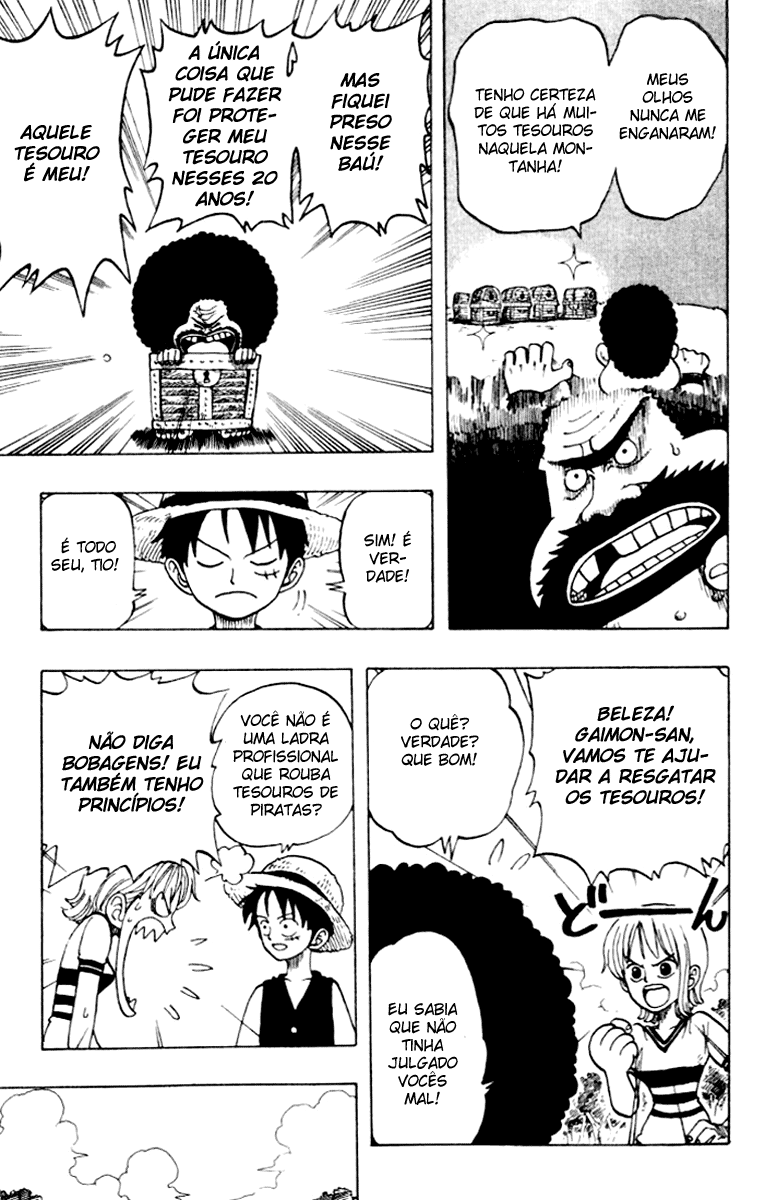 MEUS
OLHOS
NUNCA ME
ENGANARAM!
TENHO CERTEZA
DE QUE HÁ MUI-
TOS TESOUROS
NAQUELA MON-
TANHA!
MAS
FIQUEI
PRESO
NESSE
BAÚ!
A ÚNICA
COISA QUE
PUDE FAZER
FOI PROTE-
GER MEU
TESOURO
NESSES 20
ANOS!
AQUELE
TESOURO
É MEU!
SIM! É
VER-
DADE!
É TODO
SEU, TIO!
BELEZA!
GAIMON-SAN,
VAMOS TE AJU-
DAR A RESGATAR
OS TESOUROS!
どーん
O QUÊ?
VERDADE?
QUE BOM!
EU SABIA
QUE NÃO
TINHA
JULGADO
VOCÊS
MAL!
VOCÊ NÃO É
UMA LADRA
PROFISSIONAL
QUE ROUBA
TESOUROS DE
PIRATAS?
NÃO DIGA
BOBAGENS! EU
TAMBÉM TENHO
PRINCÍPIOS!